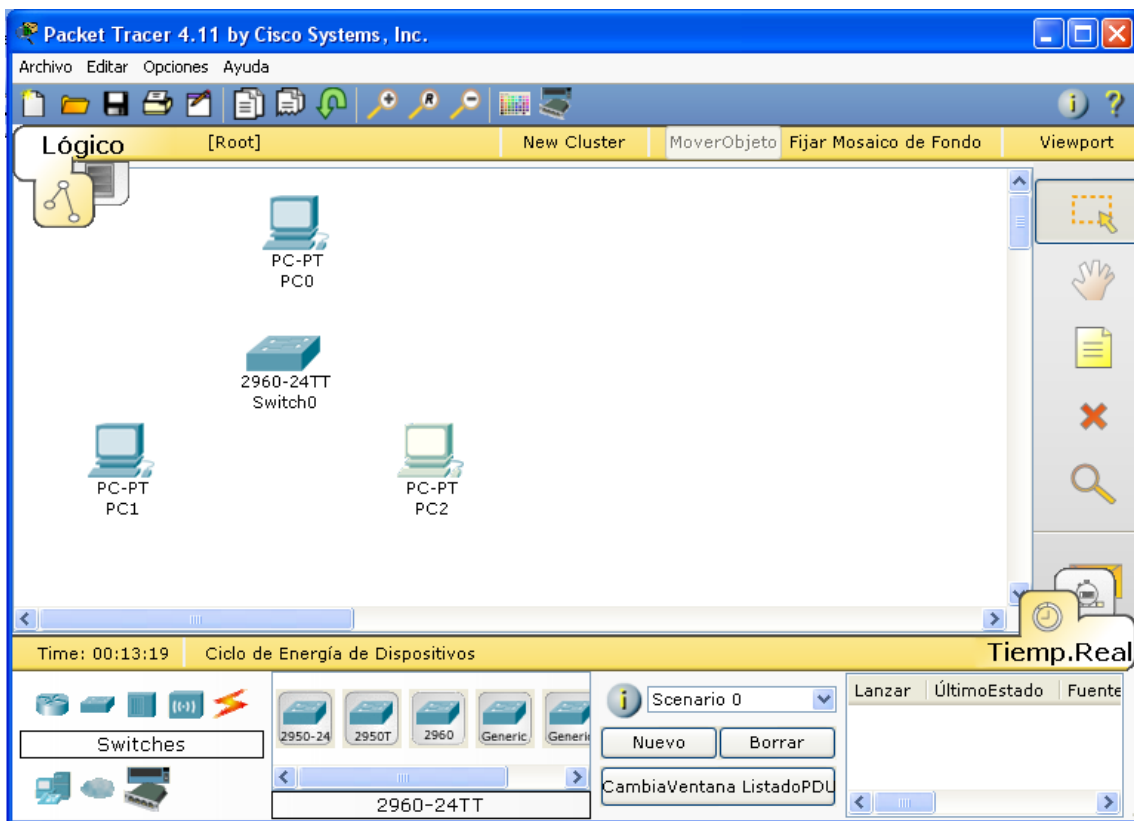 Packet Tracer 4.11 by Cisco Systems, Inc.
Archivo Editar Opciones Ayuda
Lógico [Root] New Cluster MoverObjeto Fijar Mosaico de Fondo Viewport
PC-PT
PC0
2960-24TT
Switch0
PC-PT
PC1
PC-PT
PC2
Time: 00:13:19 Ciclo de Energía de Dispositivos Tiemp.Real
Switches
2950-24 2950T 2960 Generic Generi
2960-24TT
Scenario 0
Nuevo Borrar
CambiaVentana ListadoPDU
Lanzar ÚltimoEstado Fuente